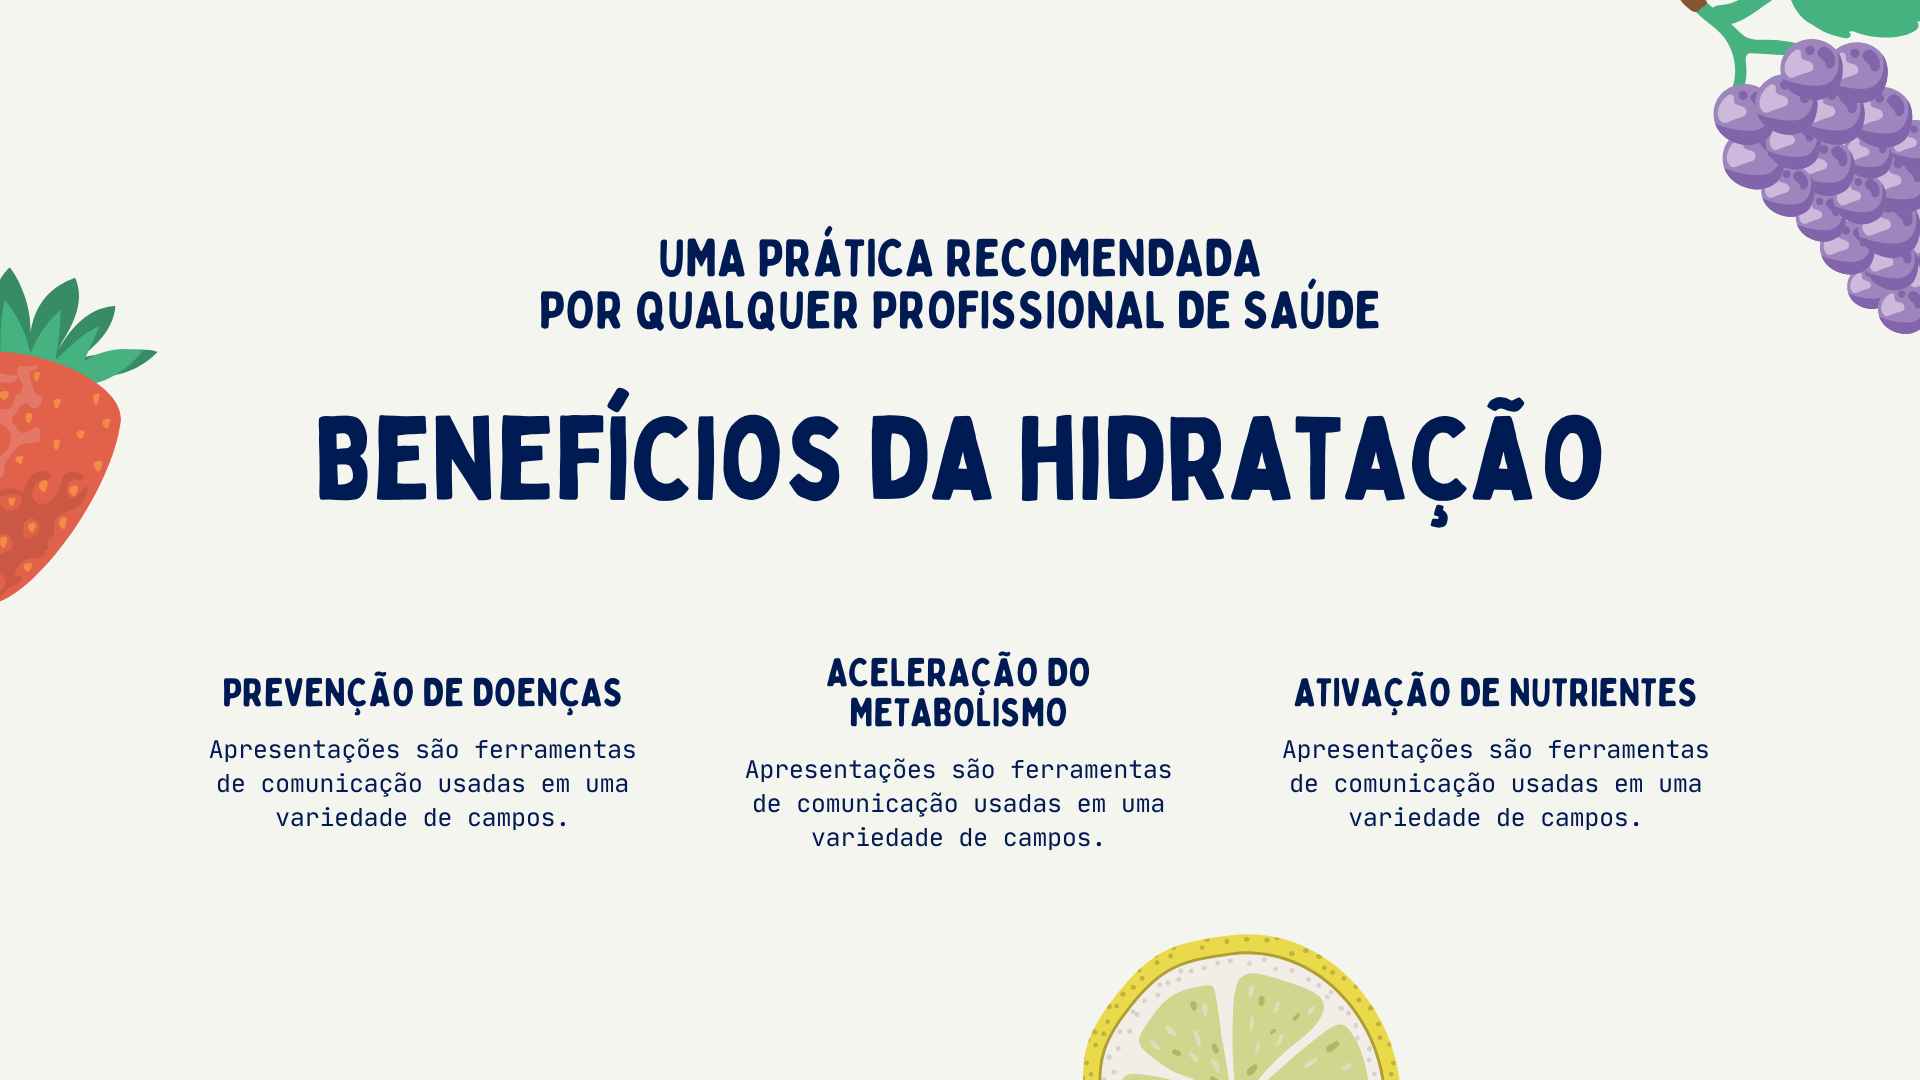 UMA PRÁTICA RECOMENDADA
POR QUALQUER PROFISSIONAL DE SAÚDE
BENEFÍCIOS DA HIDRATAÇÃO
PREVENÇÃO DE DOENÇAS
Apresentações são ferramentas
de comunicação usadas em uma
variedade de campos.
ACELERAÇÃO DO
METABOLISMO
Apresentações são ferramentas
de comunicação usadas em uma
variedade de campos.
ATIVAÇÃO DE NUTRIENTES
Apresentações são ferramentas
de comunicação usadas em uma
variedade de campos.